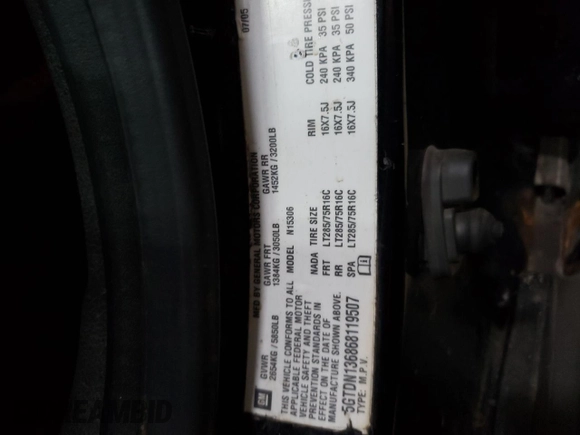 MFD BY GENERAL MOTORS CORPORATION 07/05
GM
GVWR GAWR FRT GAWR RR
2654KG / 5850LB 1384KG / 3050LB 1452KG / 3200LB
THIS VEHICLE CONFORMS TO ALL
APPLICABLE FEDERAL MOTOR
VEHICLE SAFETY AND THEFT
PREVENTION STANDARDS IN
EFFECT ON THE DATE OF
MANUFACTURE SHOWN ABOVE.
5GTDN136868119507
TYPE: M.P.V.
MODEL N15306
NADA TIRE SIZE RIM COLD TIRE PRESSU
FRT LT285/75R16C 16X7.5J 240 KPA 35 PSI
RR LT285/75R16C 16X7.5J 240 KPA 35 PSI
SPA LT285/75R16C 16X7.5J 340 KPA 50 PSI